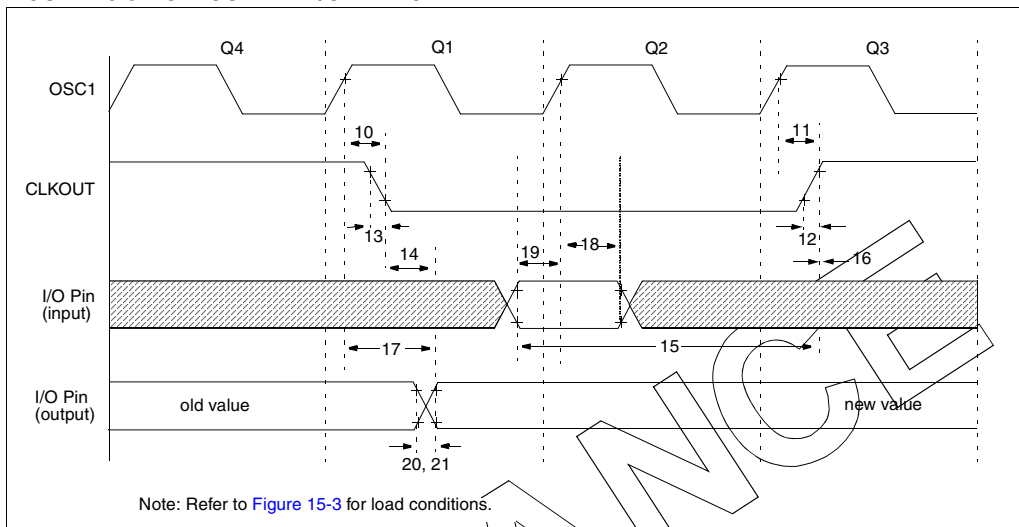 Q4 Q1 Q2 Q3
OSC1
10 11
CLKOUT
13 12
14 19 18 16
I/O Pin
(input)
17 15
I/O Pin
(output)
old value new value
20, 21
Note: Refer to Figure 15-3 for load conditions.